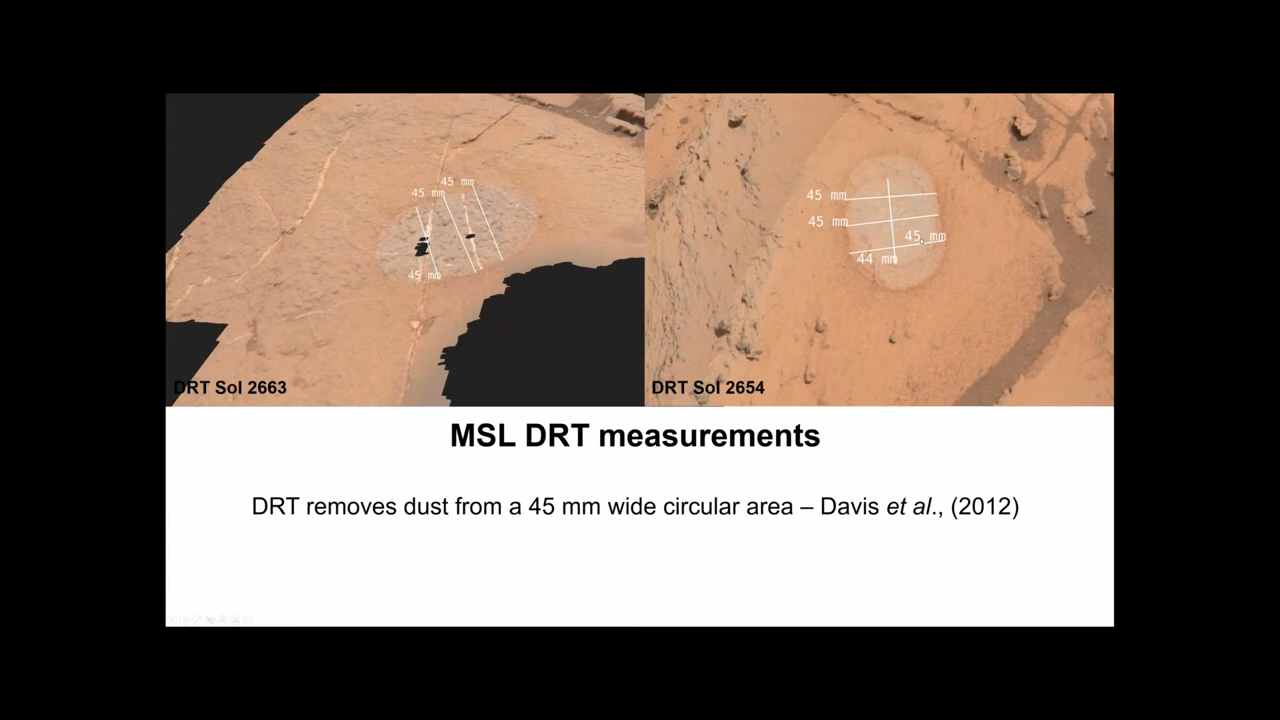 45 mm
45 mm
45 mm
DRT Sol 2663
45 mm
45 mm
45 mm
44 mm
DRT Sol 2654
MSL DRT measurements
DRT removes dust from a 45 mm wide circular area – Davis et al., (2012)